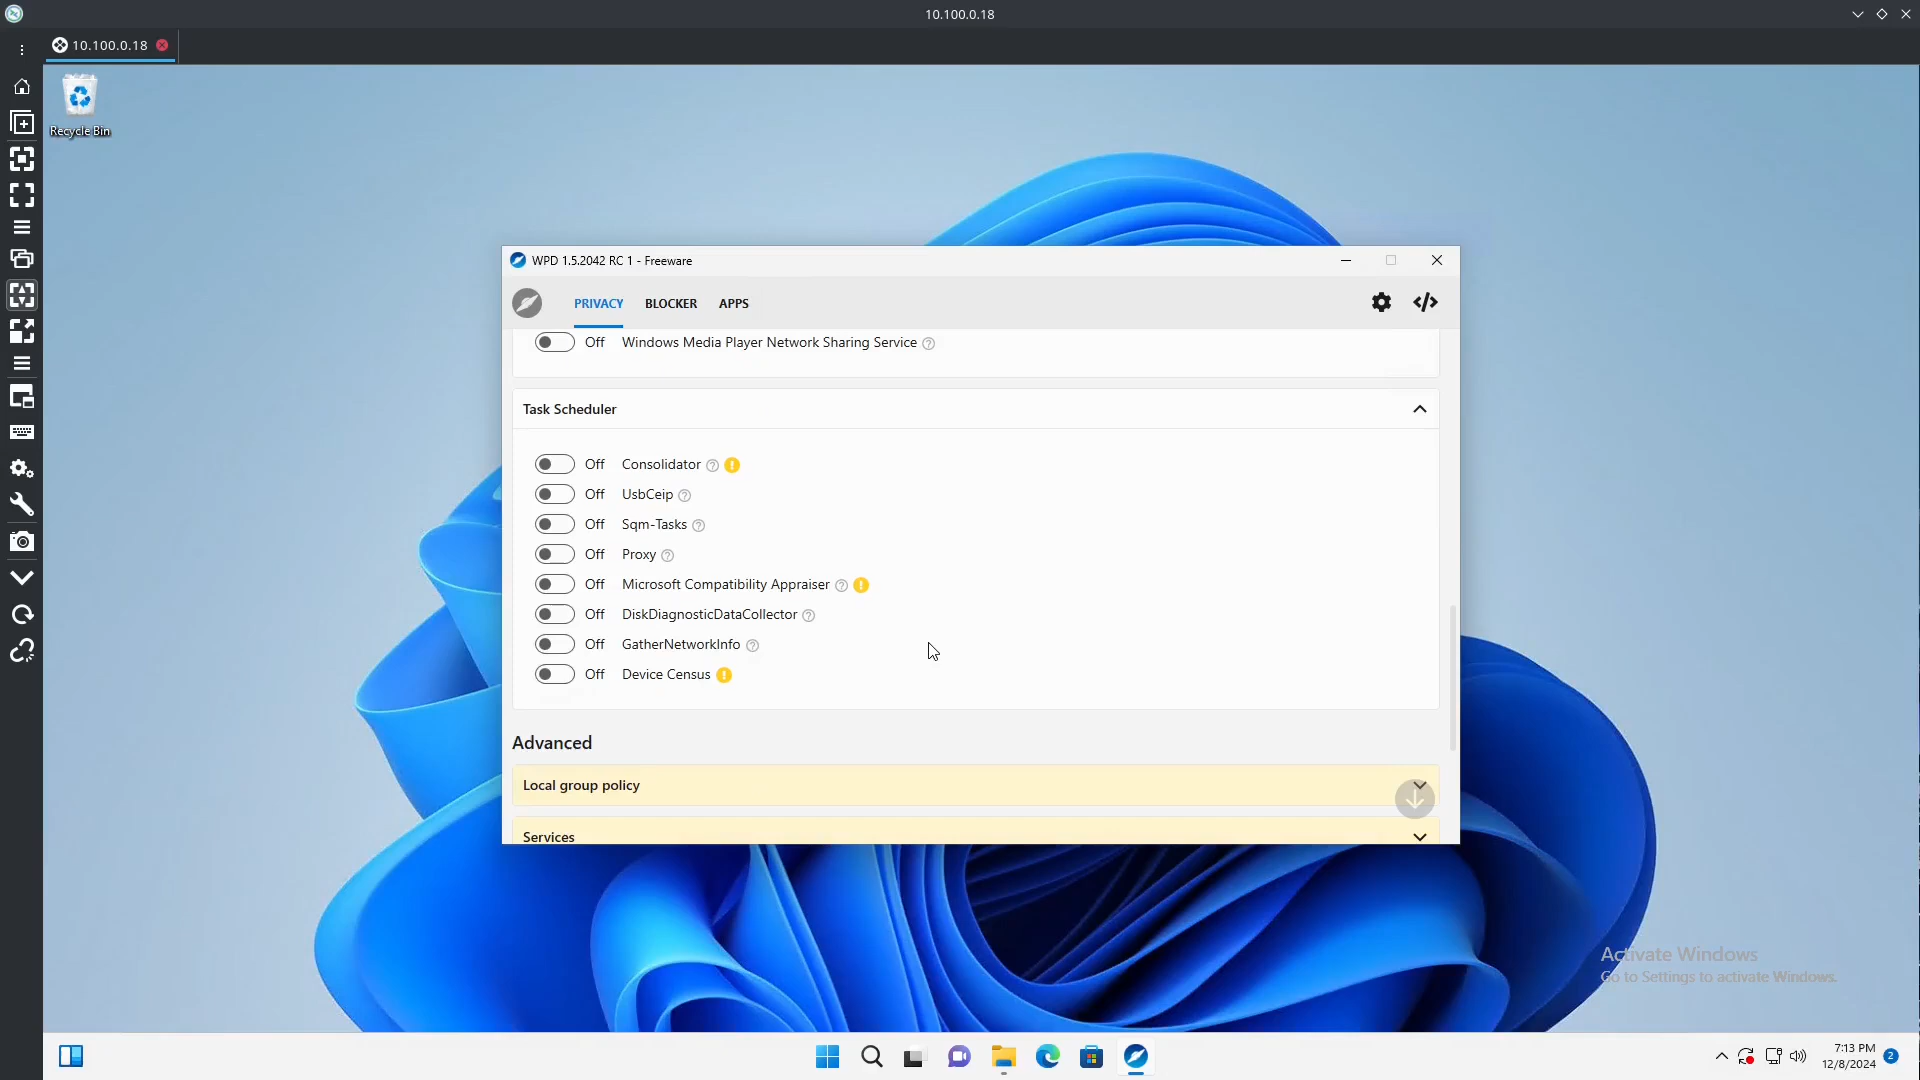 10.100.0.18
10.100.0.18
Recycle Bin
WPD 1.5.2042 RC 1 - Freeware
PRIVACY BLOCKER APPS
Off Windows Media Player Network Sharing Service
Task Scheduler
Off Consolidator
Off UsbCeip
Off Sqm-Tasks
Off Proxy
Off Microsoft Compatibility Appraiser
Off DiskDiagnosticDataCollector
Off GatherNetworkInfo
Off Device Census
Advanced
Local group policy
Services
Activate Windows
Go to Settings to activate Windows.
7:13 PM
12/8/2024
2